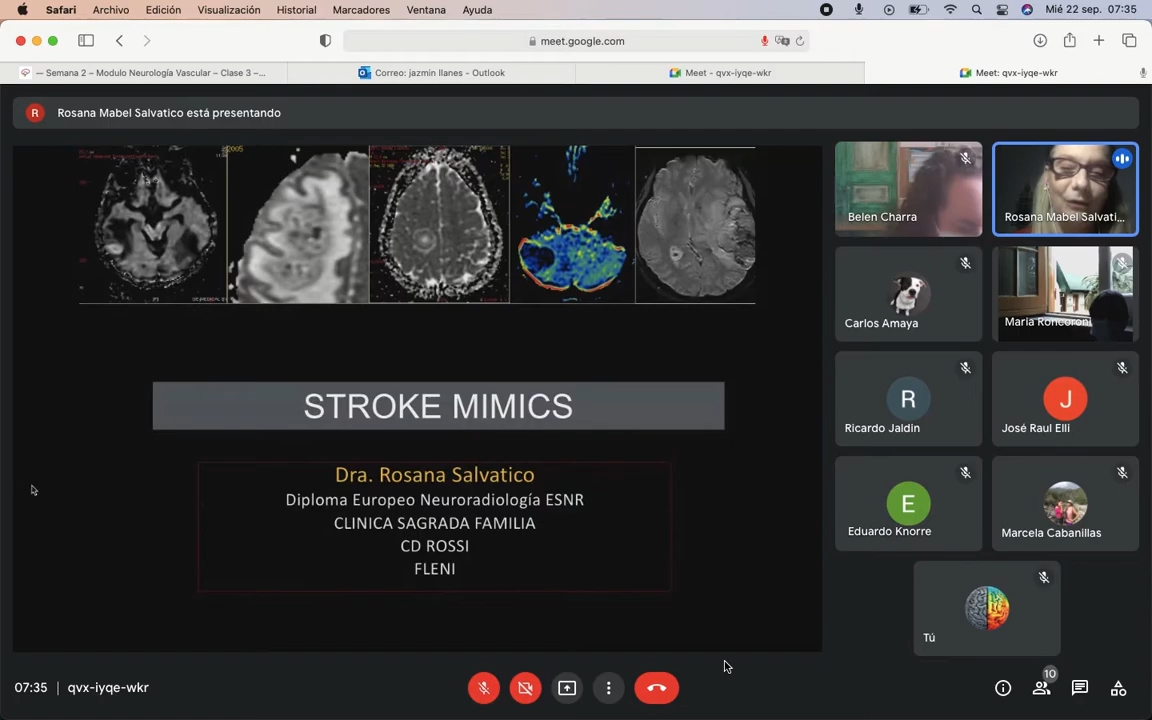 Safari Archivo Edición Visualización Historial Marcadores Ventana Ayuda Mié 22 sep. 07:35
meet.google.com
— Semana 2 – Modulo Neurología Vascular – Clase 3 –... Correo: jazmin llanes – Outlook Meet - qvx-iyqe-wkr Meet: qvx-iyqe-wkr
R Rosana Mabel Salvatico está presentando
2005
Belen Charra
Rosana Mabel Salvati...
Carlos Amaya
Maria Roncoroni
STROKE MIMICS
Dra. Rosana Salvatico
Diploma Europeo Neuroradiología ESNR
CLINICA SAGRADA FAMILIA
CD ROSSI
FLENI
R
Ricardo Jaldin
J
José Raul Elli
E
Eduardo Knorre
Marcela Cabanillas
Tú
07:35 | qvx-iyqe-wkr
10